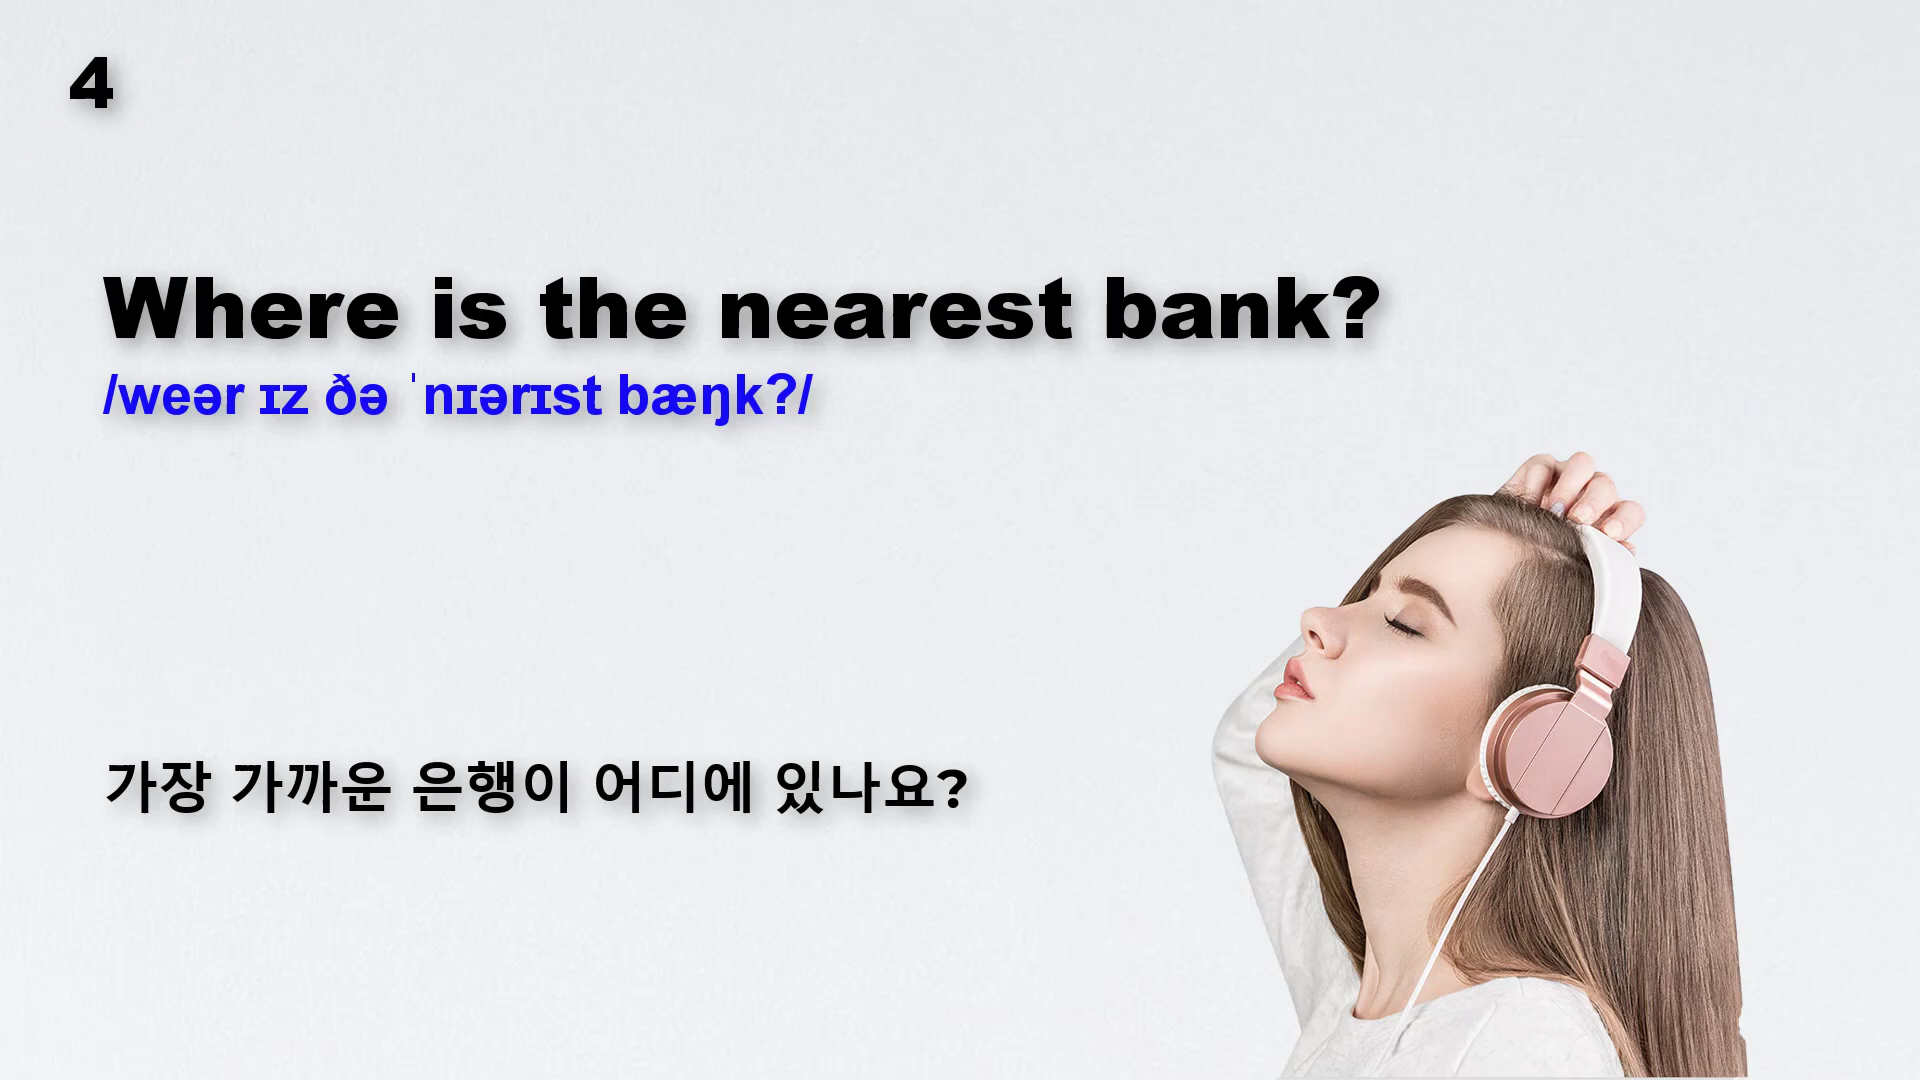 4
Where is the nearest bank?
/weər ɪz ðə ˈnɪərɪst bæŋk?/
가장 가까운 은행이 어디에 있나요?